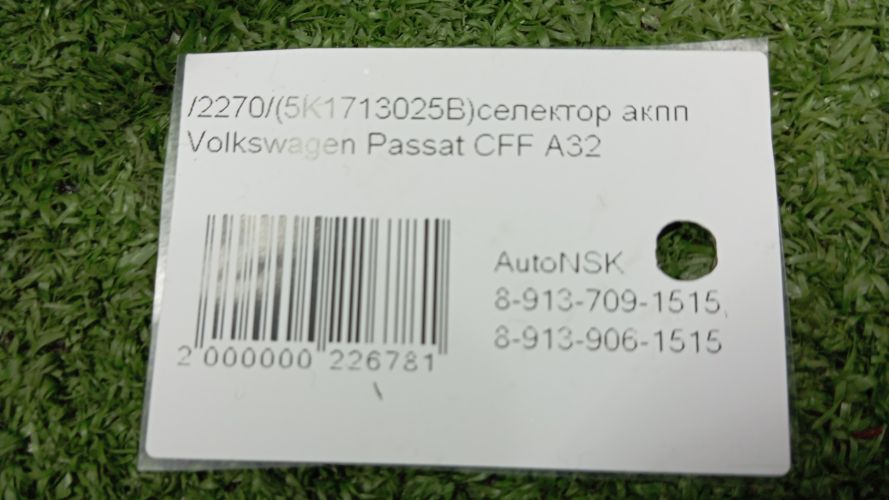 /2270/(5K1713025B)селектор акпп
Volkswagen Passat CFF A32
AutoNSK
8-913-709-1515,
8-913-906-1515
2 000000 226781